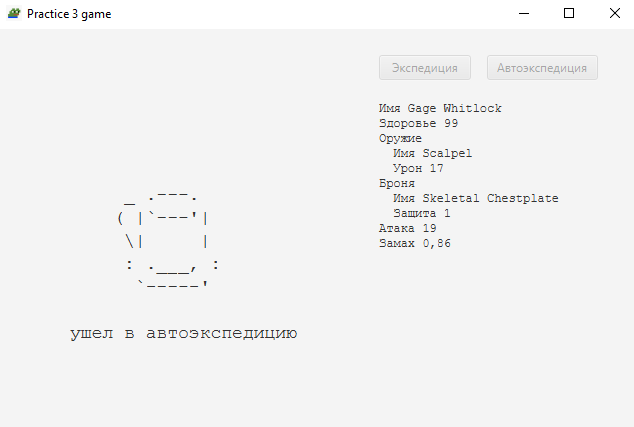 Practice 3 game
Экспедиция
Автоэкспедиция
Имя Gage Whitlock
Здоровье 99
Оружие
  Имя Scalpel
  Урон 17
Броня
  Имя Skeletal Chestplate
  Защита 1
Атака 19
Замах 0,86
ушел в автоэкспедицию